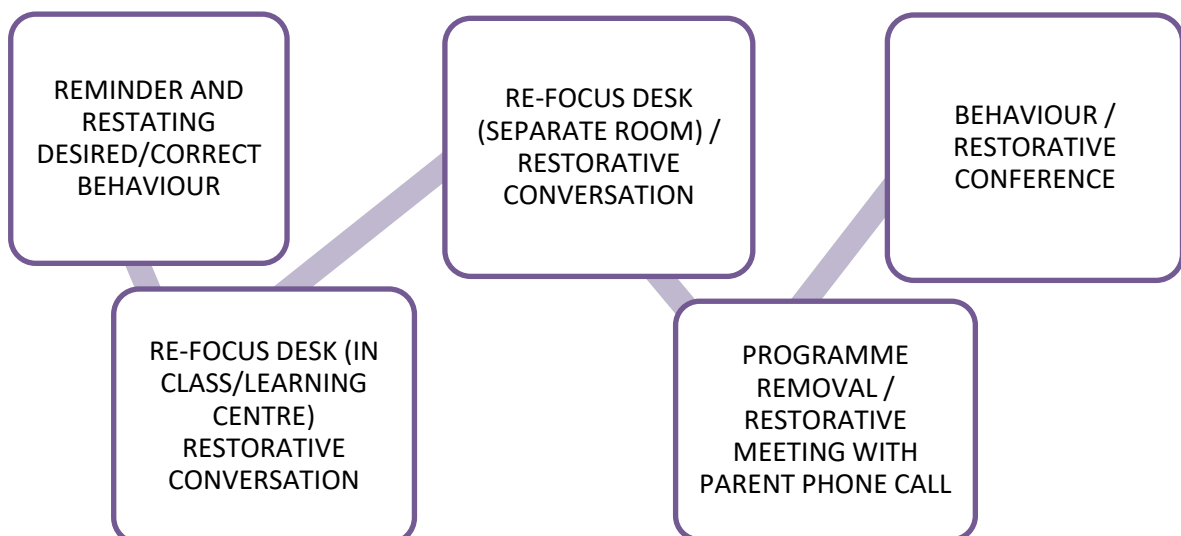 REMINDER AND
RESTATING
DESIRED/CORRECT
BEHAVIOUR
RE-FOCUS DESK (IN
CLASS/LEARNING
CENTRE)
RESTORATIVE
CONVERSATION
RE-FOCUS DESK
(SEPARATE ROOM) /
RESTORATIVE
CONVERSATION
PROGRAMME
REMOVAL /
RESTORATIVE
MEETING WITH
PARENT PHONE CALL
BEHAVIOUR /
RESTORATIVE
CONFERENCE